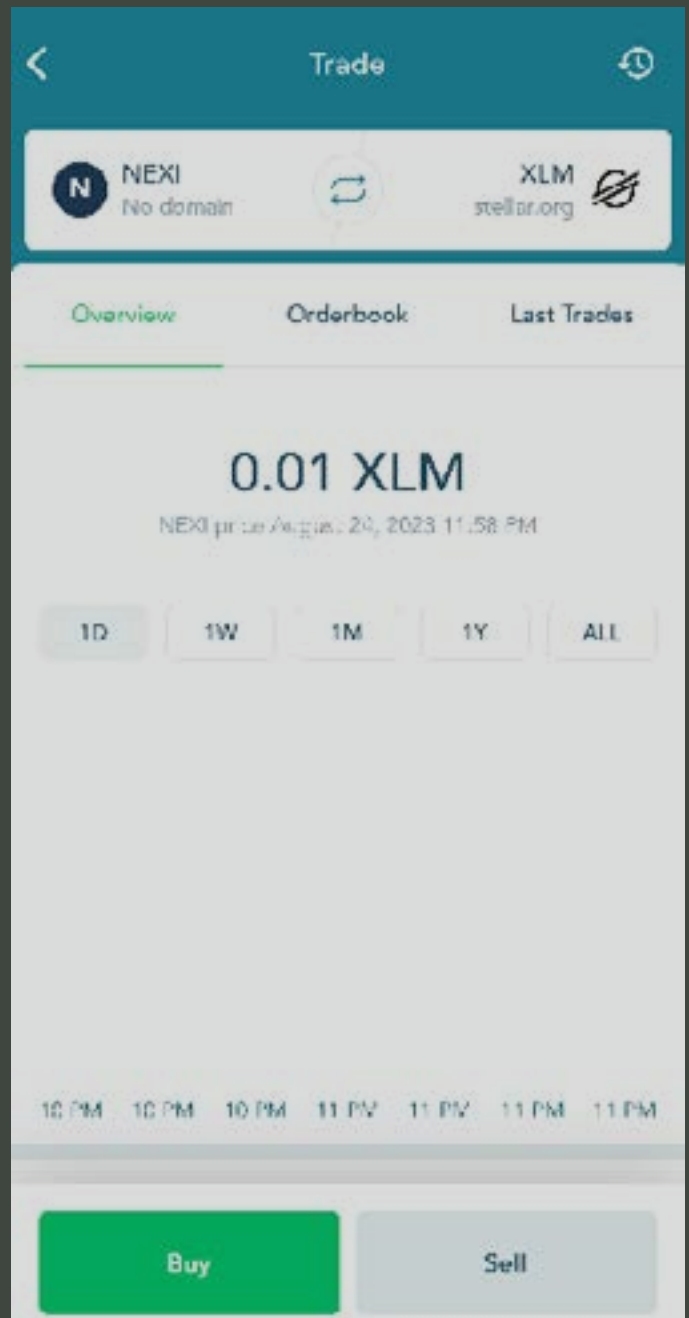 Trade
NEXI
No domain
N
XLM
stellar.org
Overview Orderbook Last Trades
0.01 XLM
NEXI price August 24, 2023 11:58 PM
1D 1W 1M 1Y ALL
10 PM 10 PM 10 PM 11 PM 11 PM 11 PM 11 PM
Buy Sell